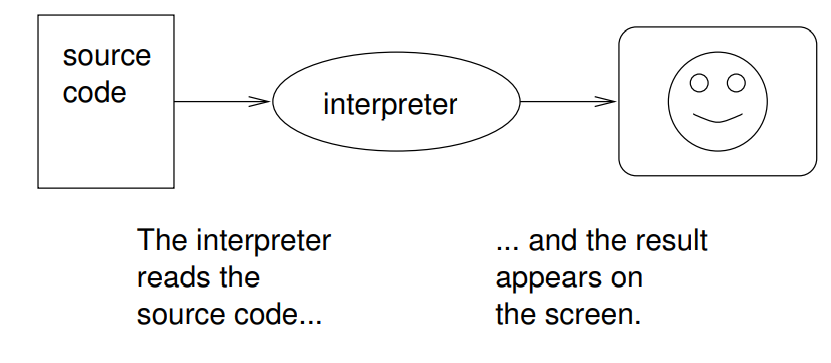 source
code
interpreter
The interpreter
reads the
source code...
... and the result
appears on
the screen.